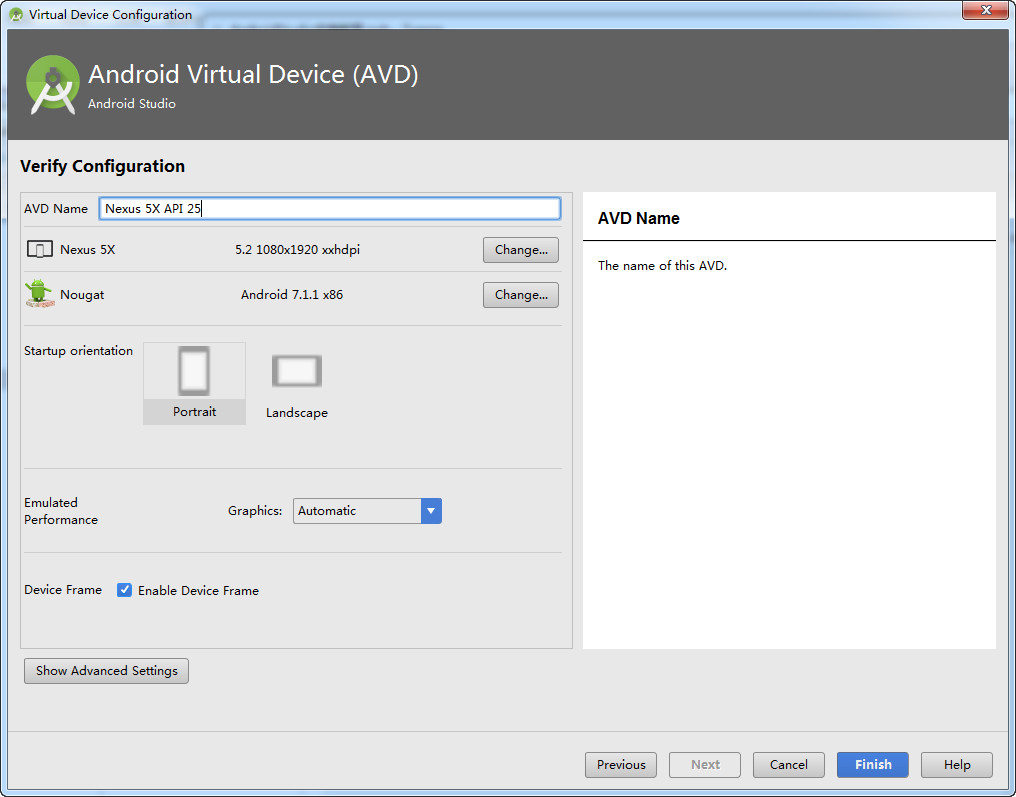 Virtual Device Configuration
Android Virtual Device (AVD)
Android Studio
Verify Configuration
AVD Name Nexus 5X API 25
Nexus 5X 5.2 1080x1920 xxhdpi Change...
Nougat Android 7.1.1 x86 Change...
Startup orientation
Portrait
Landscape
Emulated
Performance
Graphics: Automatic
Device Frame Enable Device Frame
Show Advanced Settings
AVD Name
The name of this AVD.
Previous Next Cancel Finish Help